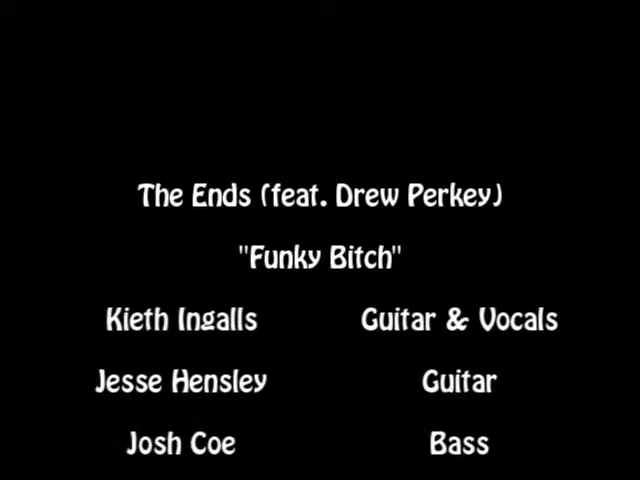 The Ends (feat. Drew Perkey)
"Funky Bitch"
Kieth Ingalls Guitar & Vocals
Jesse Hensley Guitar
Josh Coe Bass